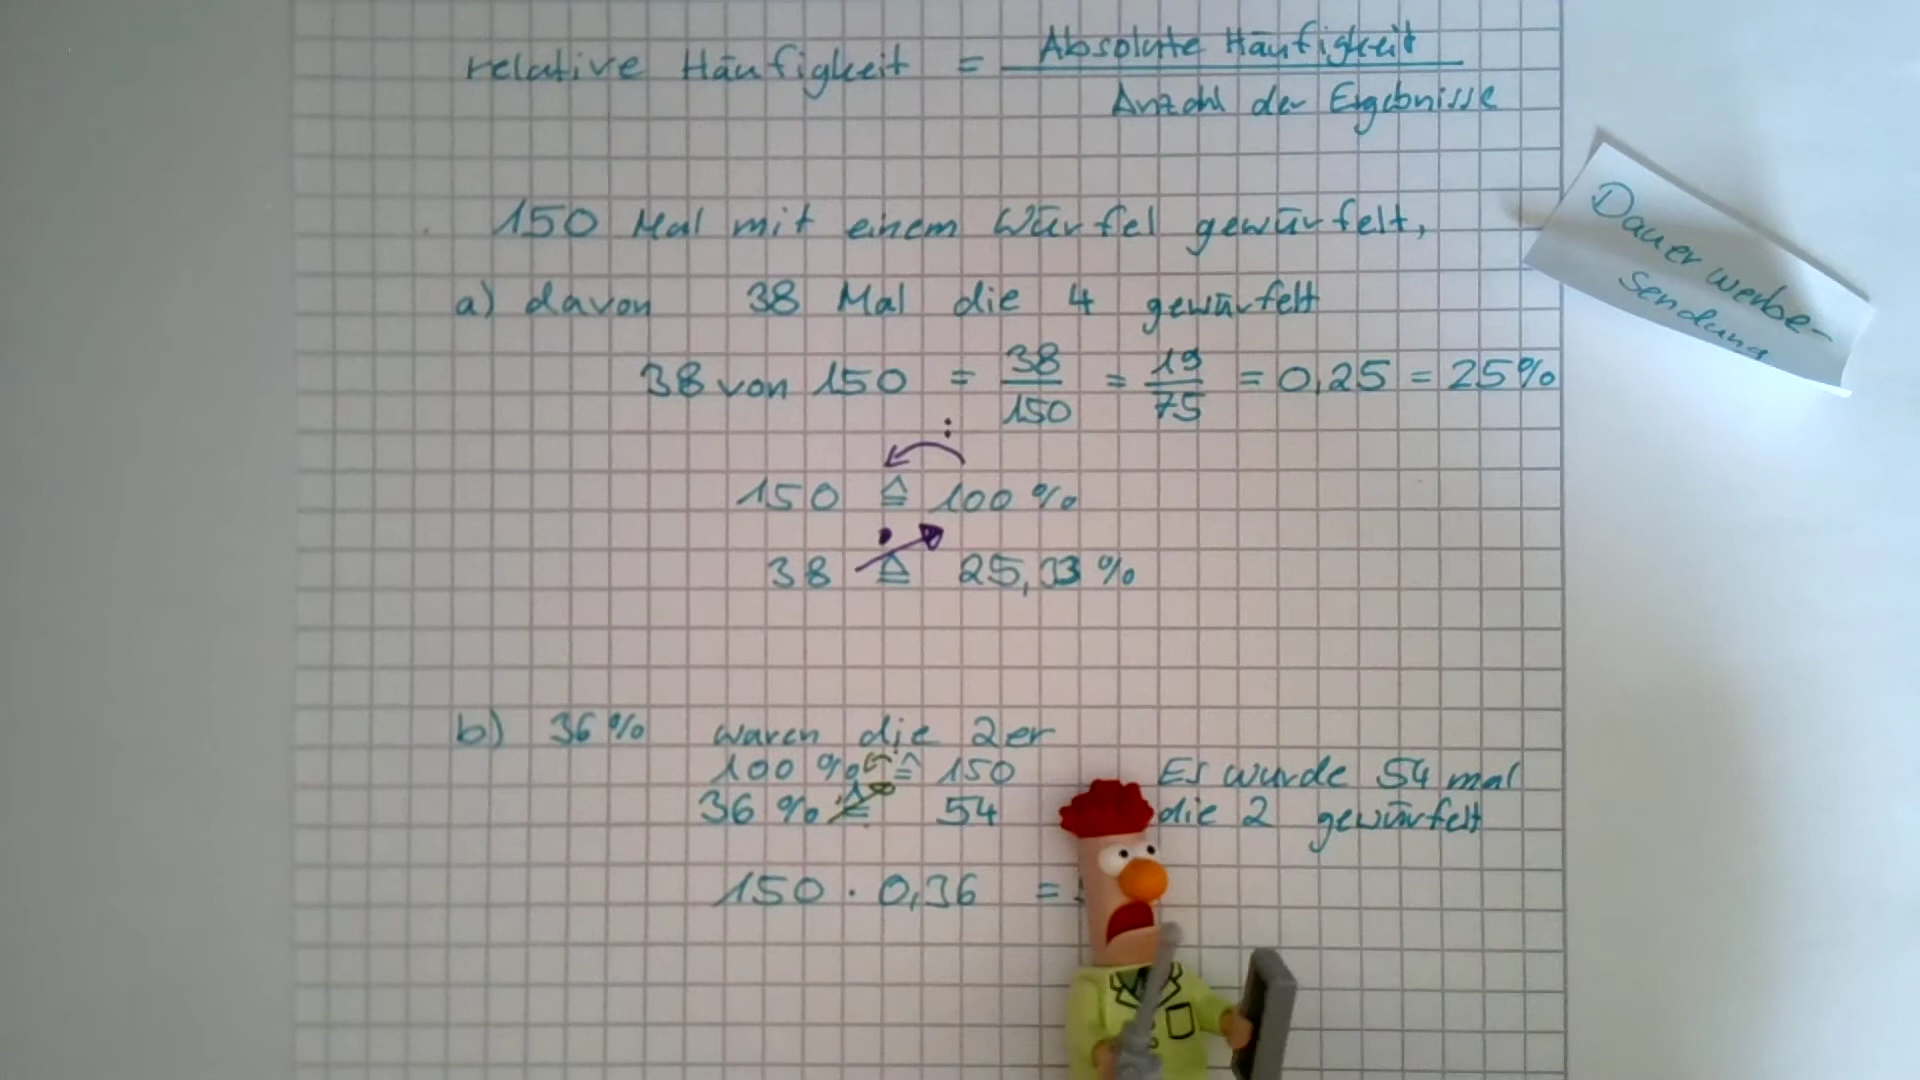 relative Häufigkeit = Absolute Häufigkeit / Anzahl der Ergebnisse
150 Mal mit einem Würfel gewürfelt,
a) davon 38 Mal die 4 gewürfelt
38 von 150 = 38/150 = 19/75 = 0,25 = 25%
:
150 ≙ 100 %
·
38 ≙ 25,33 %
b) 36 % waren die 2er
100 % ≙ 150
36 % ≙ 54
Es wurde 54 mal
die 2 gewürfelt
150 · 0,36 =
Dauerwerbe-
sendung